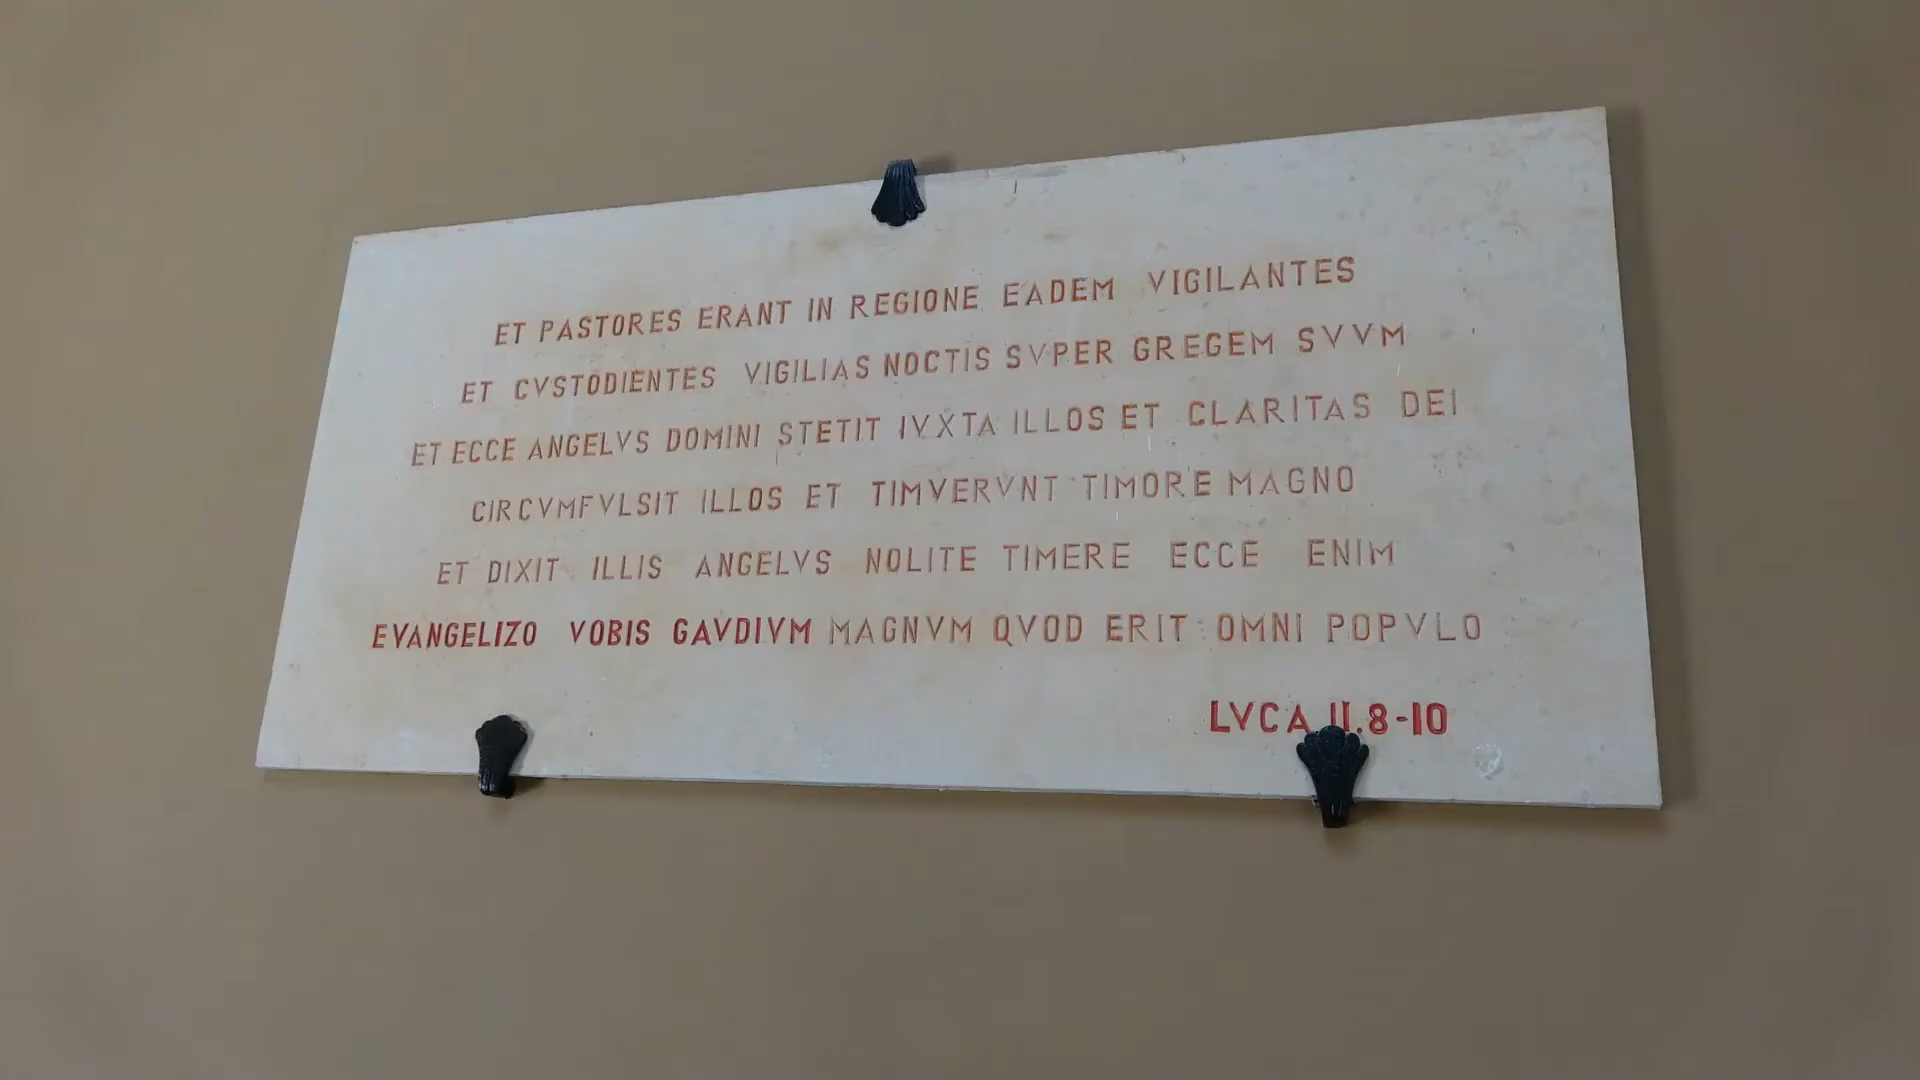 ET PASTORES ERANT IN REGIONE EADEM VIGILANTES
ET CVSTODIENTES VIGILIAS NOCTIS SVPER GREGEM SVVM
ET ECCE ANGELVS DOMINI STETIT IVXTA ILLOS ET CLARITAS DEI
CIRCVMFVLSIT ILLOS ET TIMVERVNT TIMORE MAGNO
ET DIXIT ILLIS ANGELVS NOLITE TIMERE ECCE ENIM
EVANGELIZO VOBIS GAVDIVM MAGNVM QVOD ERIT OMNI POPVLO
LVCA II.8-10